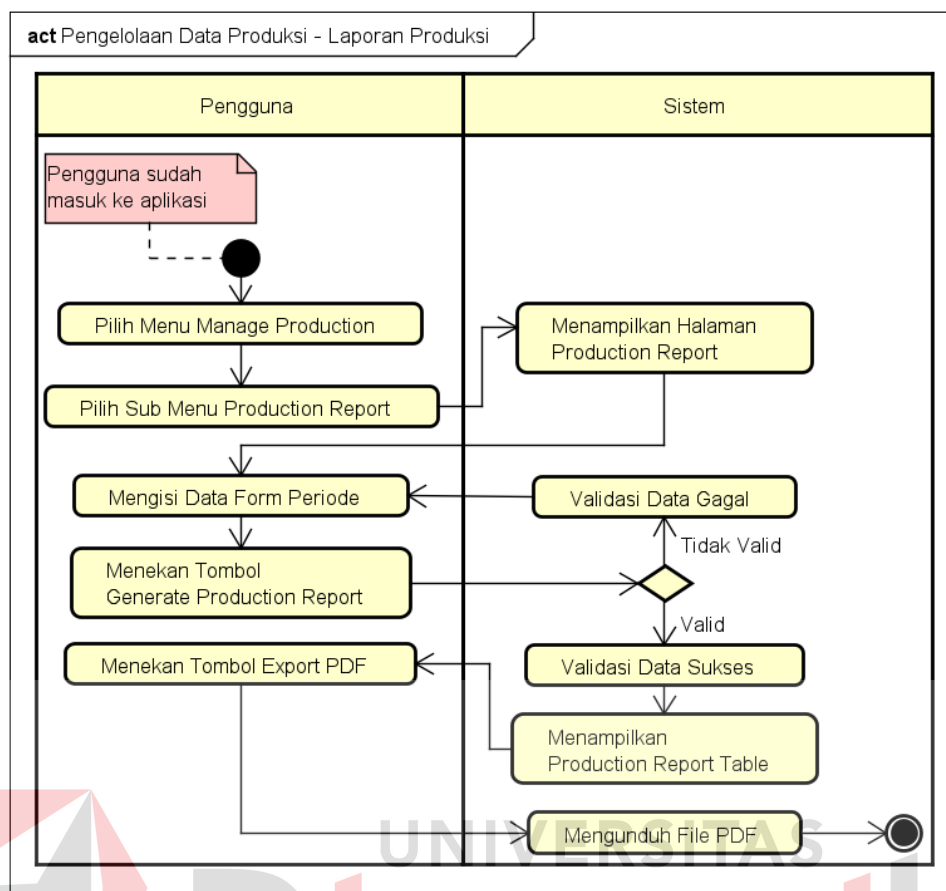 act Pengelolaan Data Produksi - Laporan Produksi
Pengguna
Sistem
Pengguna sudah
masuk ke aplikasi
Pilih Menu Manage Production
Pilih Sub Menu Production Report
Menampilkan Halaman
Production Report
Mengisi Data Form Periode
Validasi Data Gagal
Tidak Valid
Menekan Tombol
Generate Production Report
Valid
Validasi Data Sukses
Menekan Tombol Export PDF
Menampilkan
Production Report Table
UNIVERSITAS
Mengunduh File PDF